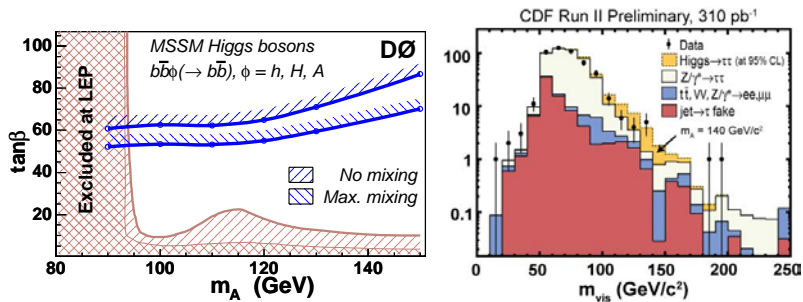 MSSM Higgs bosons
DØ
bb̄φ(→ bb̄), φ = h, H, A
Excluded at LEP
No mixing
Max. mixing
tanβ
100
80
60
40
20
80
100
120
140
m_A (GeV)
CDF Run II Preliminary, 310 pb⁻¹
Data
Higgs→ττ (at 95% CL)
Z/γ*→ττ
tt̄, VV, Z/γ*→ee,μμ
jet→τ fake
m_A = 140 GeV/c²
100
10
1
0.1
0
50
100
150
200
250
m_vis (GeV/c²)